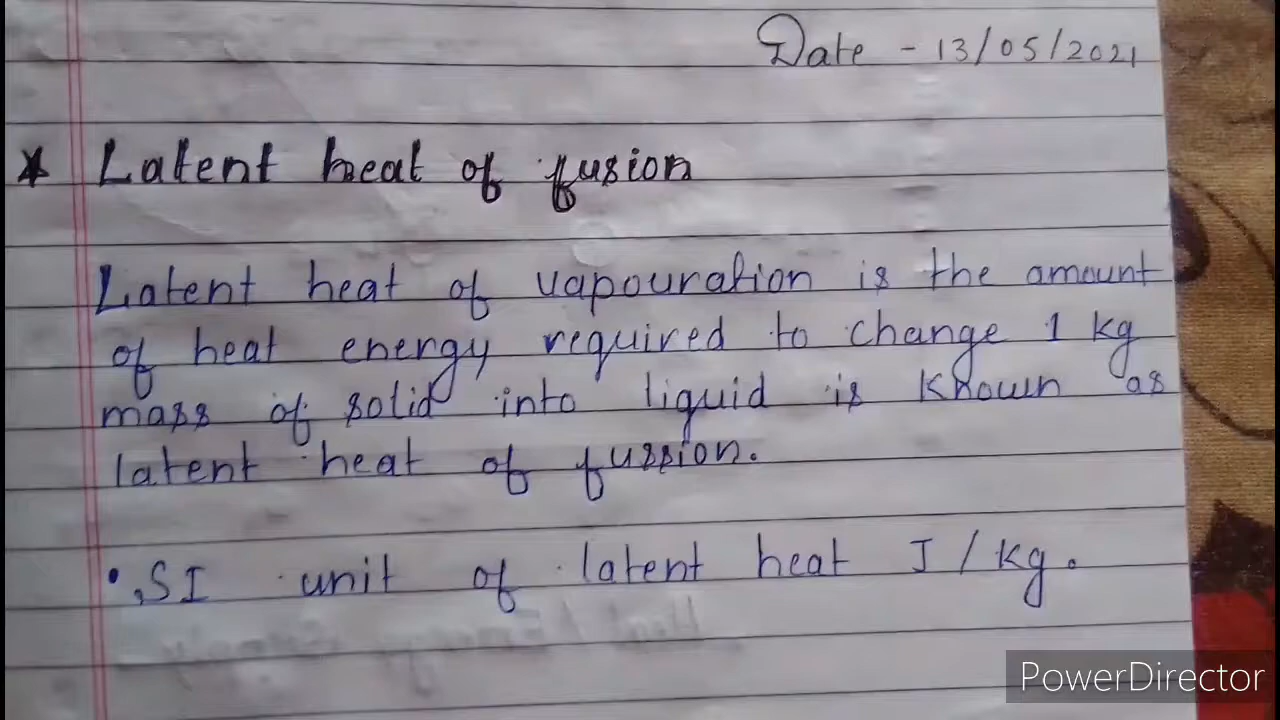 Date - 13/05/2021
* Latent heat of fusion
Latent heat of vapouration is the amount
of heat energy required to change 1 kg
mass of solid into liquid is known as
latent heat of fussion.
• SI unit of latent heat J/kg.
PowerDirector